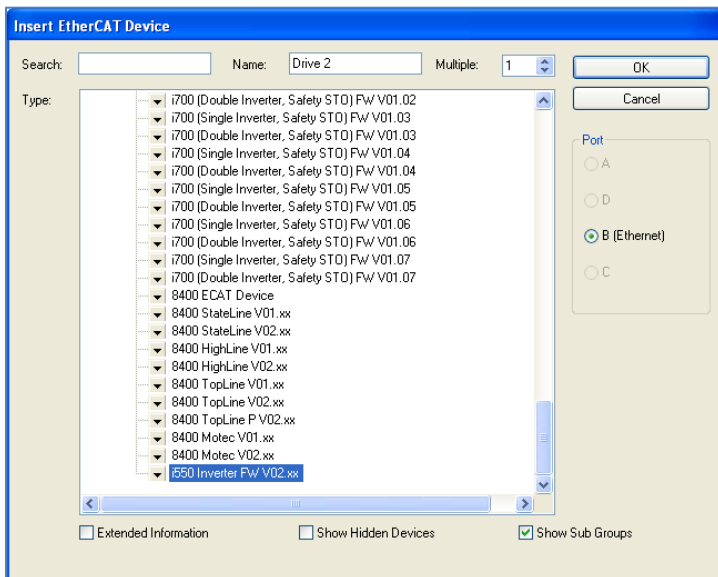 Insert EtherCAT Device
Search: Name: Drive 2 Multiple: 1 OK
Cancel
Type:
i700 (Double Inverter, Safety STO) FW V01.02
i700 (Single Inverter, Safety STO) FW V01.03
i700 (Double Inverter, Safety STO) FW V01.03
i700 (Single Inverter, Safety STO) FW V01.04
i700 (Double Inverter, Safety STO) FW V01.04
i700 (Single Inverter, Safety STO) FW V01.05
i700 (Double Inverter, Safety STO) FW V01.05
i700 (Single Inverter, Safety STO) FW V01.06
i700 (Double Inverter, Safety STO) FW V01.06
i700 (Single Inverter, Safety STO) FW V01.07
i700 (Double Inverter, Safety STO) FW V01.07
8400 ECAT Device
8400 StateLine V01.xx
8400 StateLine V02.xx
8400 HighLine V01.xx
8400 HighLine V02.xx
8400 TopLine V01.xx
8400 TopLine V02.xx
8400 TopLine P V02.xx
8400 Motec V01.xx
8400 Motec V02.xx
i550 Inverter FW V02.xx
Port
A
D
B (Ethernet)
C
Extended Information Show Hidden Devices Show Sub Groups